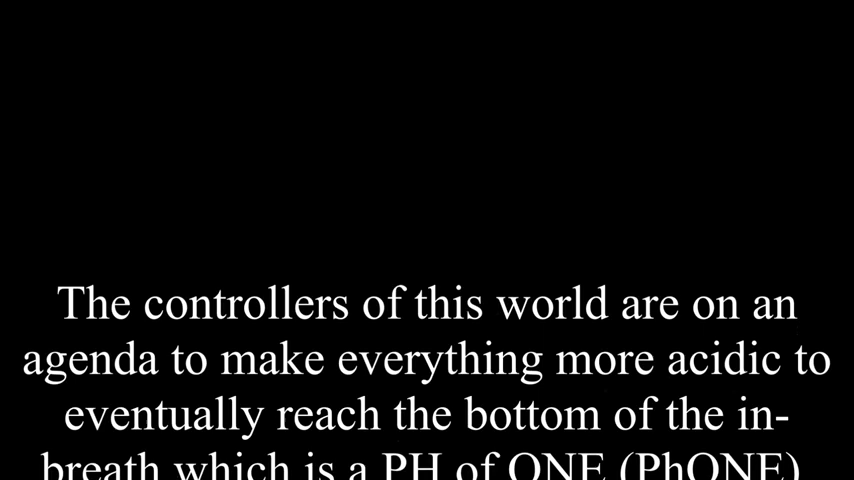 The controllers of this world are on an
agenda to make everything more acidic to
eventually reach the bottom of the in-
breath which is a PH of ONE (PhONE)